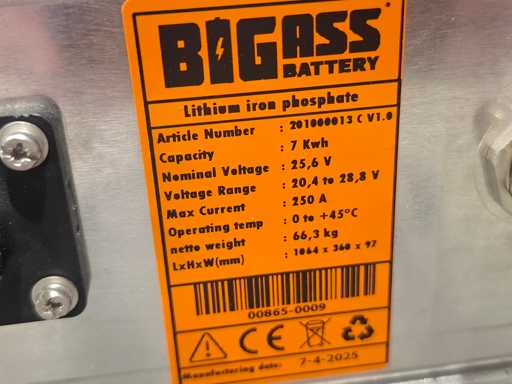 BIGASS
BATTERY
Lithium iron phosphate
Article Number : 201000013 C V1.0
Capacity : 7 Kwh
Nominal Voltage : 25,6 V
Voltage Range : 20,4 to 28,8 V
Max Current : 250 A
Operating temp : 0 to +45°C
netto weight : 66,3 kg
LxHxW(mm) : 1064 x 360 x 97
00865-0009
CE
Manufacturing date: 7-4-2025